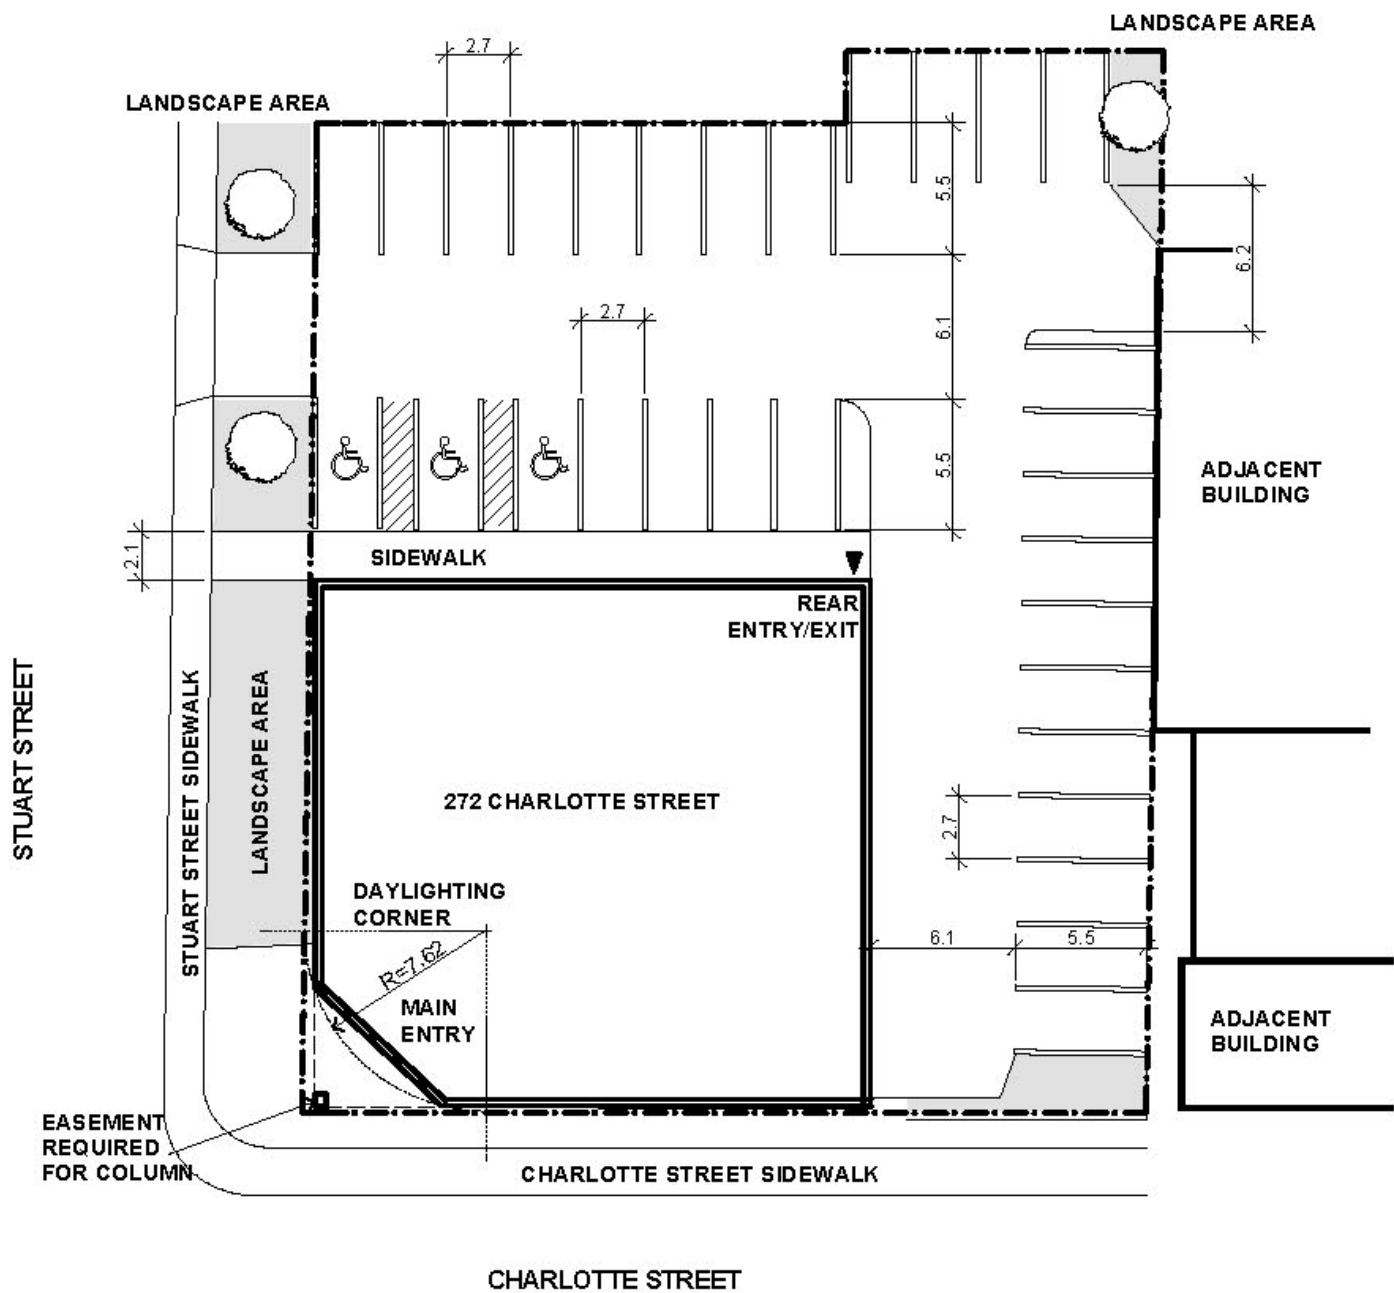 LANDSCAPE AREA
2.7
LANDSCAPE AREA
5.5
6.2
2.7
6.1
5.5
ADJACENT
BUILDING
2.1
SIDEWALK
REAR
ENTRY/EXIT
STUART STREET
STUART STREET SIDEWALK
LANDSCAPE AREA
272 CHARLOTTE STREET
2.7
DAYLIGHTING
CORNER
6.1
5.5
R=7.62
MAIN
ENTRY
ADJACENT
BUILDING
EASEMENT
REQUIRED
FOR COLUMN
CHARLOTTE STREET SIDEWALK
CHARLOTTE STREET